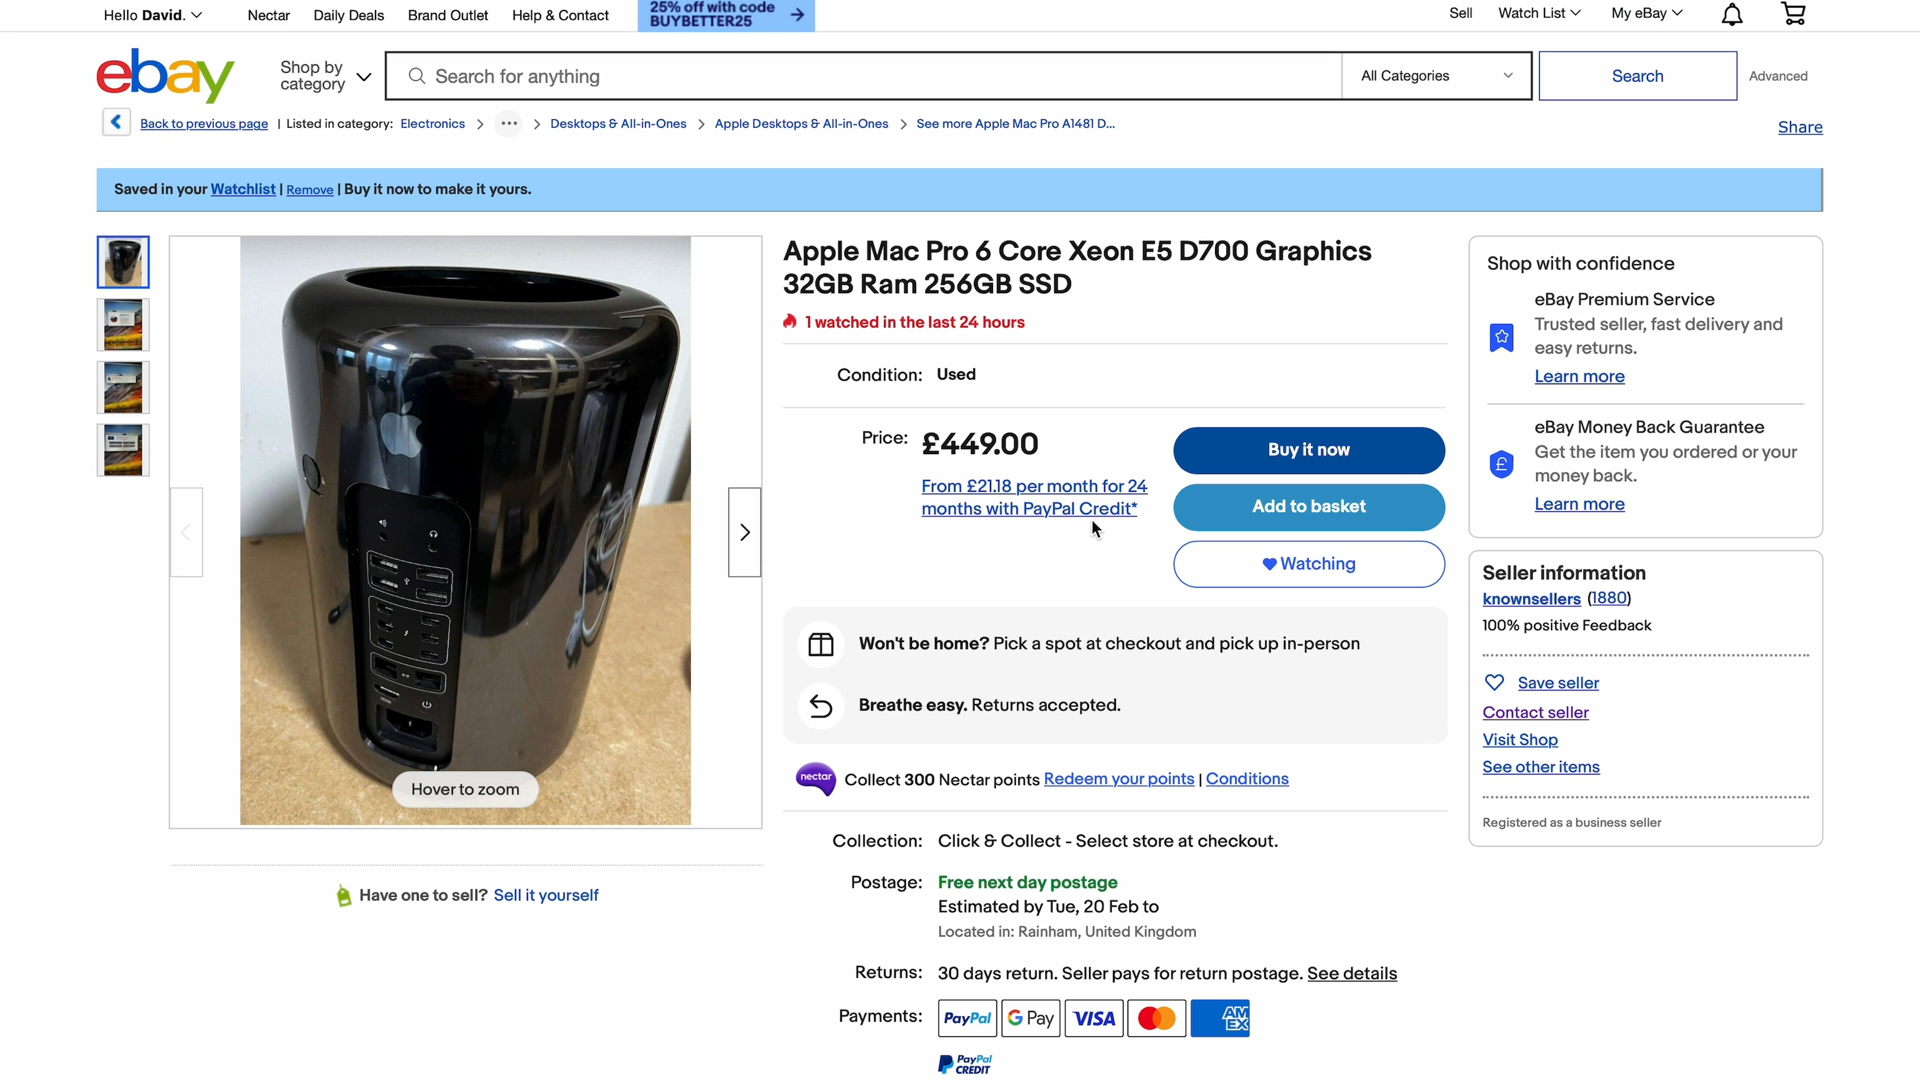 Hello David.
Nectar
Daily Deals
Brand Outlet
Help & Contact
25% off with code
BUYBETTER25
Sell
Watch List
My eBay
ebay
Shop by
category
Search for anything
All Categories
Search
Advanced
Back to previous page | Listed in category: Electronics > ··· > Desktops & All-in-Ones > Apple Desktops & All-in-Ones > See more Apple Mac Pro A1481 D...
Share
Saved in your Watchlist | Remove | Buy it now to make it yours.
Hover to zoom
Have one to sell? Sell it yourself
Apple Mac Pro 6 Core Xeon E5 D700 Graphics
32GB Ram 256GB SSD
1 watched in the last 24 hours
Condition: Used
Price: £449.00
From £21.18 per month for 24
months with PayPal Credit*
Buy it now
Add to basket
Watching
Won't be home? Pick a spot at checkout and pick up in-person
Breathe easy. Returns accepted.
nectar
Collect 300 Nectar points Redeem your points | Conditions
Collection: Click & Collect - Select store at checkout.
Postage: Free next day postage
Estimated by Tue, 20 Feb to
Located in: Rainham, United Kingdom
Returns: 30 days return. Seller pays for return postage. See details
Payments: PayPal G Pay VISA AM
EX
PayPal
CREDIT
Shop with confidence
eBay Premium Service
Trusted seller, fast delivery and
easy returns.
Learn more
eBay Money Back Guarantee
Get the item you ordered or your
money back.
Learn more
Seller information
knownsellers (1880)
100% positive Feedback
Save seller
Contact seller
Visit Shop
See other items
Registered as a business seller